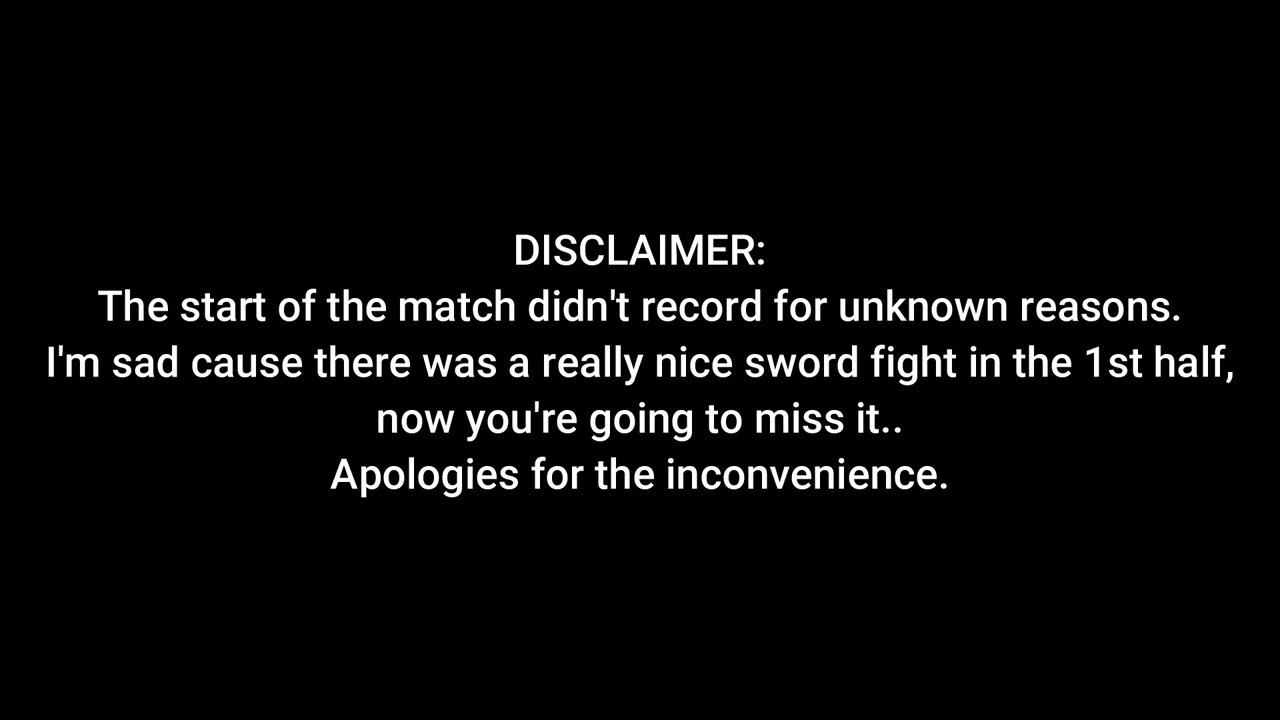 DISCLAIMER:
The start of the match didn't record for unknown reasons.
I'm sad cause there was a really nice sword fight in the 1st half,
now you're going to miss it..
Apologies for the inconvenience.